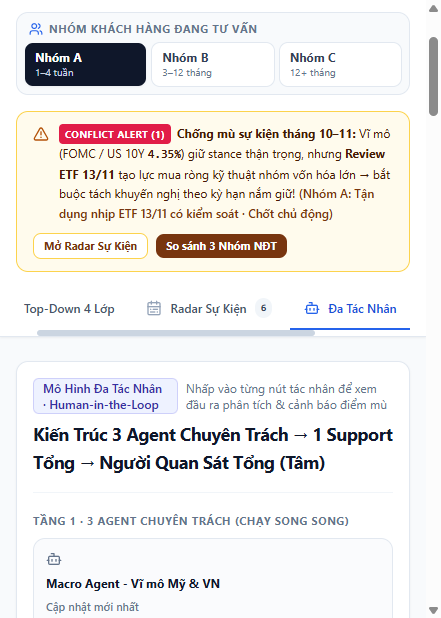 NHÓM KHÁCH HÀNG ĐANG TƯ VẤN
Nhóm A
1–4 tuần
Nhóm B
3–12 tháng
Nhóm C
12+ tháng
CONFLICT ALERT (1) Chống mù sự kiện tháng 10–11: Vĩ mô
(FOMC / US 10Y 4.35%) giữ stance thận trọng, nhưng Review
ETF 13/11 tạo lực mua ròng kỹ thuật nhóm vốn hóa lớn → bắt
buộc tách khuyến nghị theo kỳ hạn nắm giữ! (Nhóm A: Tận
dụng nhịp ETF 13/11 có kiểm soát · Chốt chủ động)
Mở Radar Sự Kiện
So sánh 3 Nhóm NĐT
Top-Down 4 Lớp
Radar Sự Kiện 6
Đa Tác Nhân
Mô Hình Đa Tác Nhân
· Human-in-the-Loop
Nhấp vào từng nút tác nhân để xem
đầu ra phân tích & cảnh báo điểm mù
Kiến Trúc 3 Agent Chuyên Trách → 1 Support
Tổng → Người Quan Sát Tổng (Tâm)
TẦNG 1 · 3 AGENT CHUYÊN TRÁCH (CHẠY SONG SONG)
Macro Agent - Vĩ mô Mỹ & VN
Cập nhật mới nhất